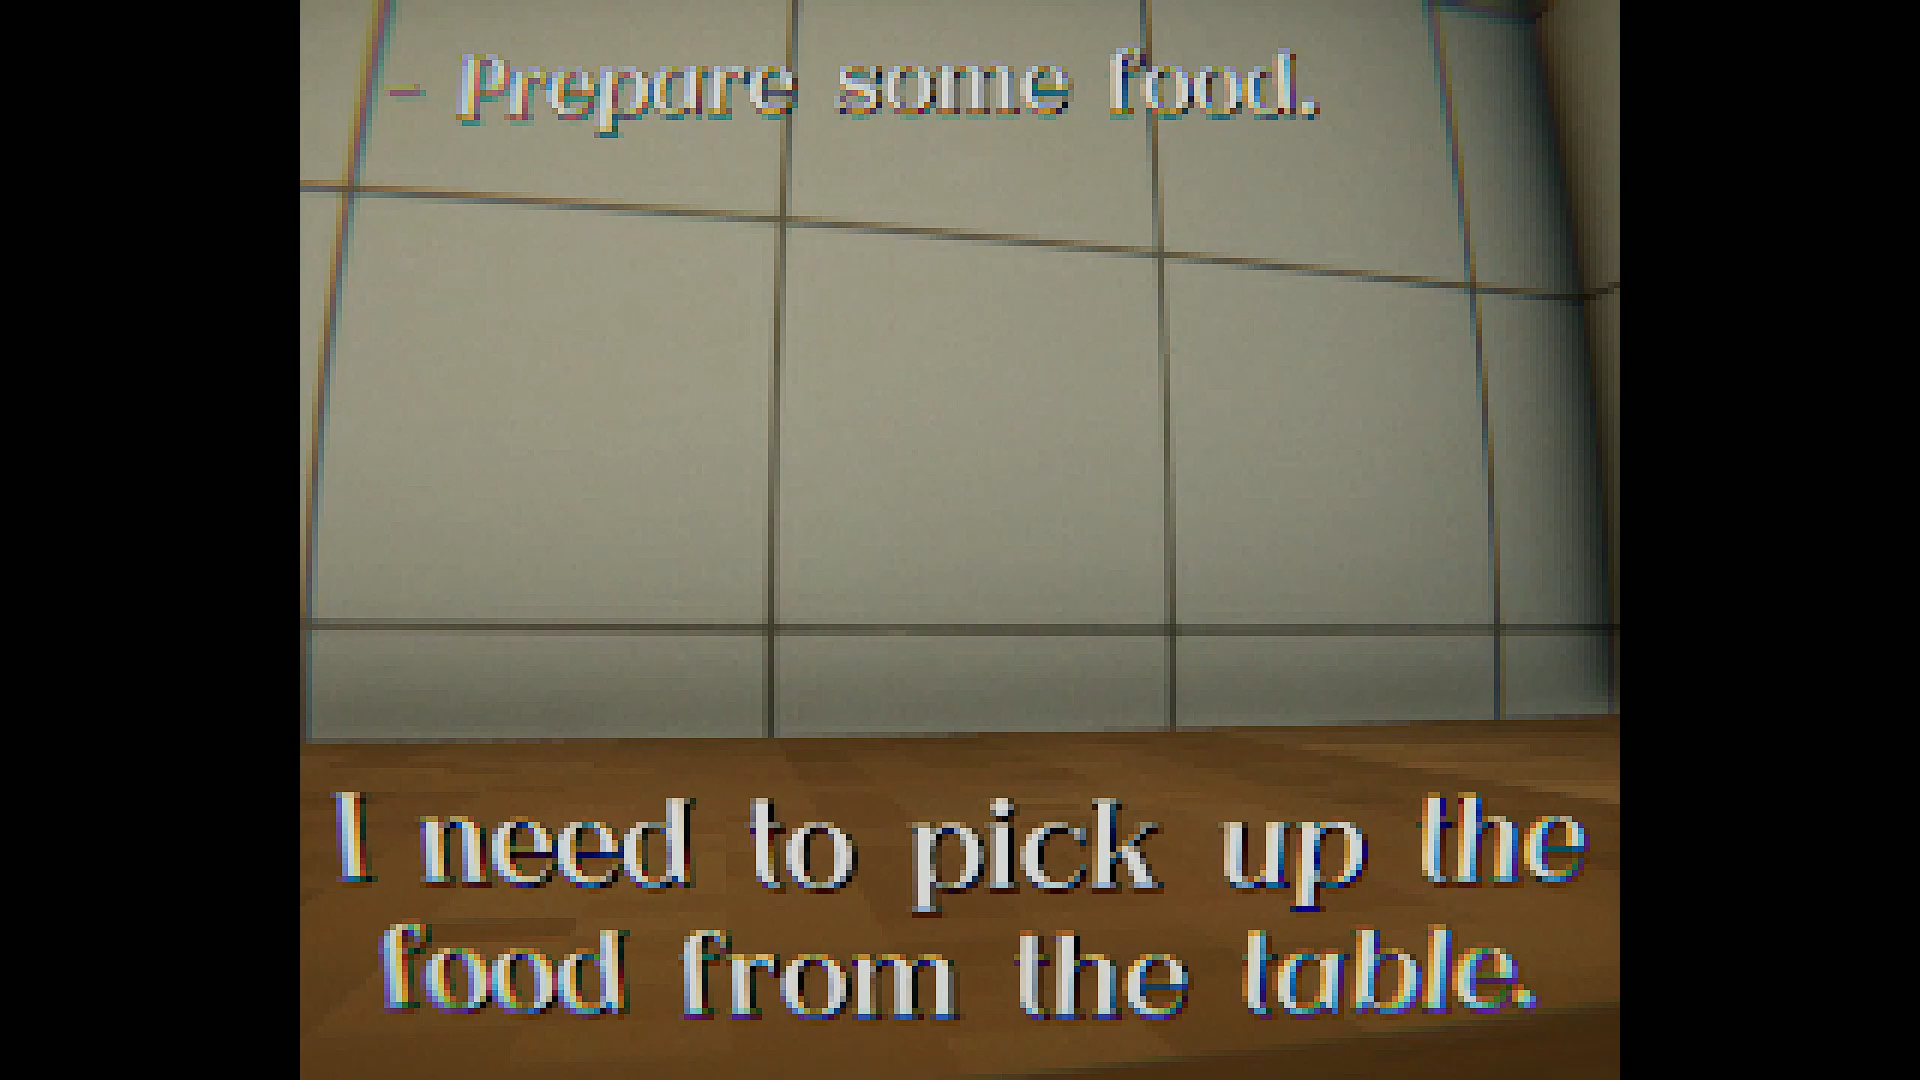 - Prepare some food.
I need to pick up the
food from the table.